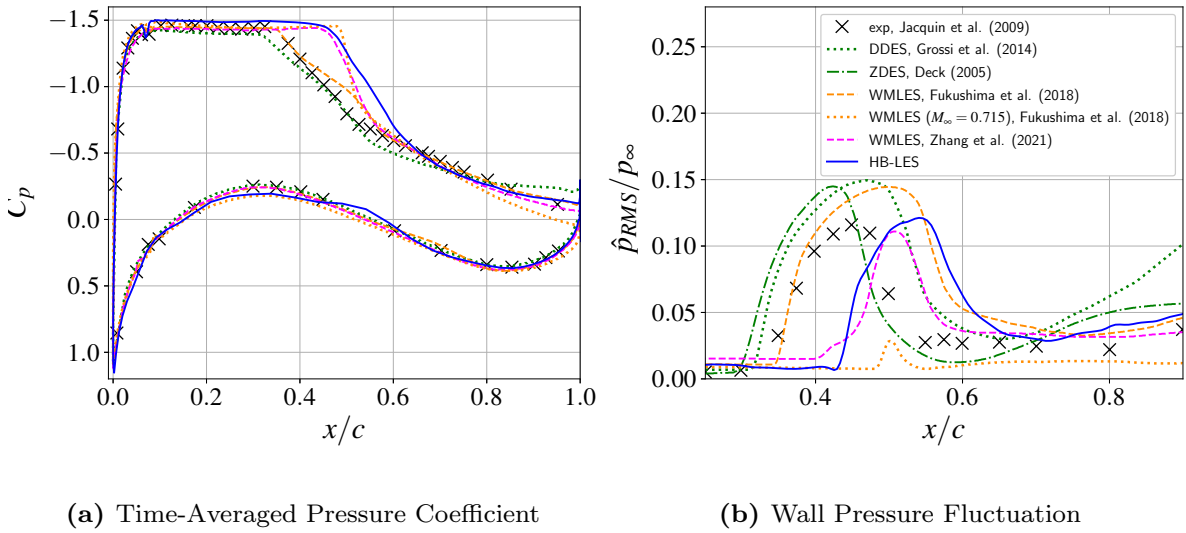 −1.5
−1.0
−0.5
0.0
0.5
1.0
C_p
0.0 0.2 0.4 0.6 0.8 1.0
x/c
0.25
0.20
0.15
0.10
0.05
0.00
p̂_RMS/p_∞
exp, Jacquin et al. (2009)
DDES, Grossi et al. (2014)
ZDES, Deck (2005)
WMLES, Fukushima et al. (2018)
WMLES (M_∞ = 0.715), Fukushima et al. (2018)
WMLES, Zhang et al. (2021)
HB-LES
0.4 0.6 0.8
x/c
(a) Time-Averaged Pressure Coefficient
(b) Wall Pressure Fluctuation